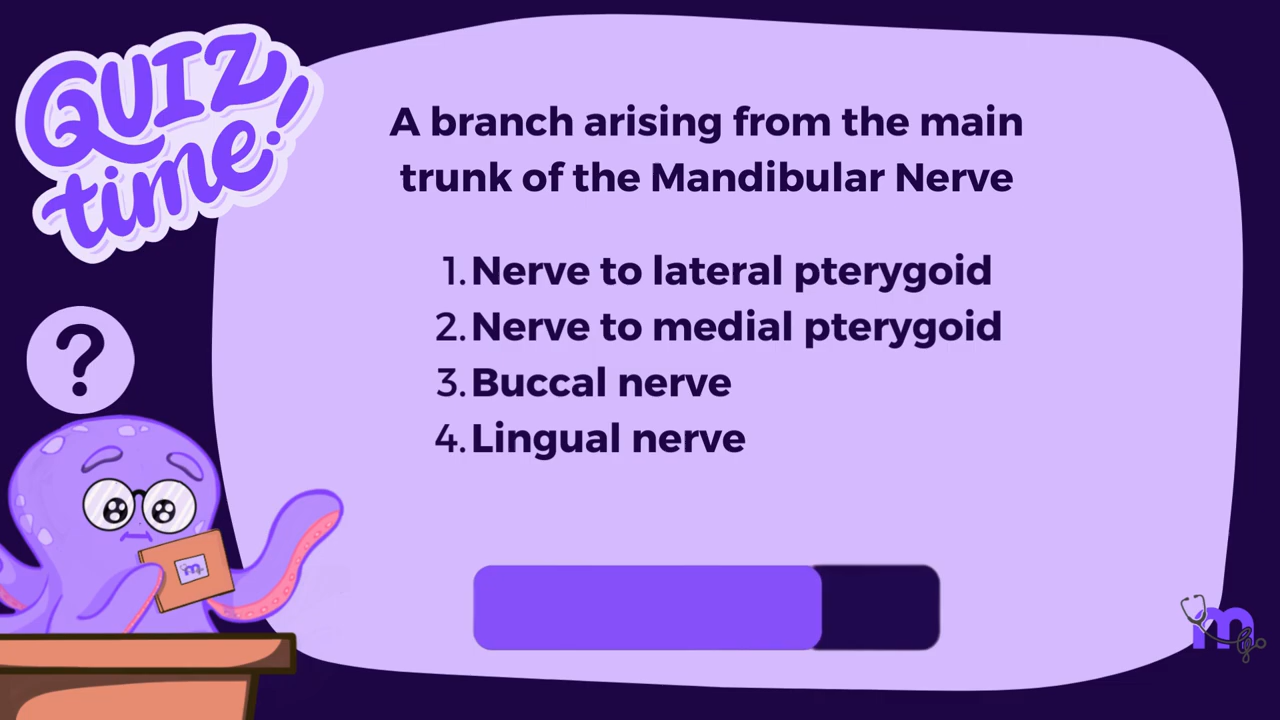 QUIZ
time!
A branch arising from the main
trunk of the Mandibular Nerve
1. Nerve to lateral pterygoid
2. Nerve to medial pterygoid
3. Buccal nerve
4. Lingual nerve
?
m
m go